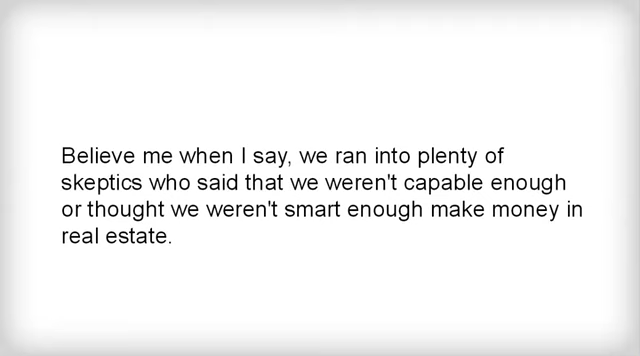 Believe me when I say, we ran into plenty of
skeptics who said that we weren't capable enough
or thought we weren't smart enough make money in
real estate.